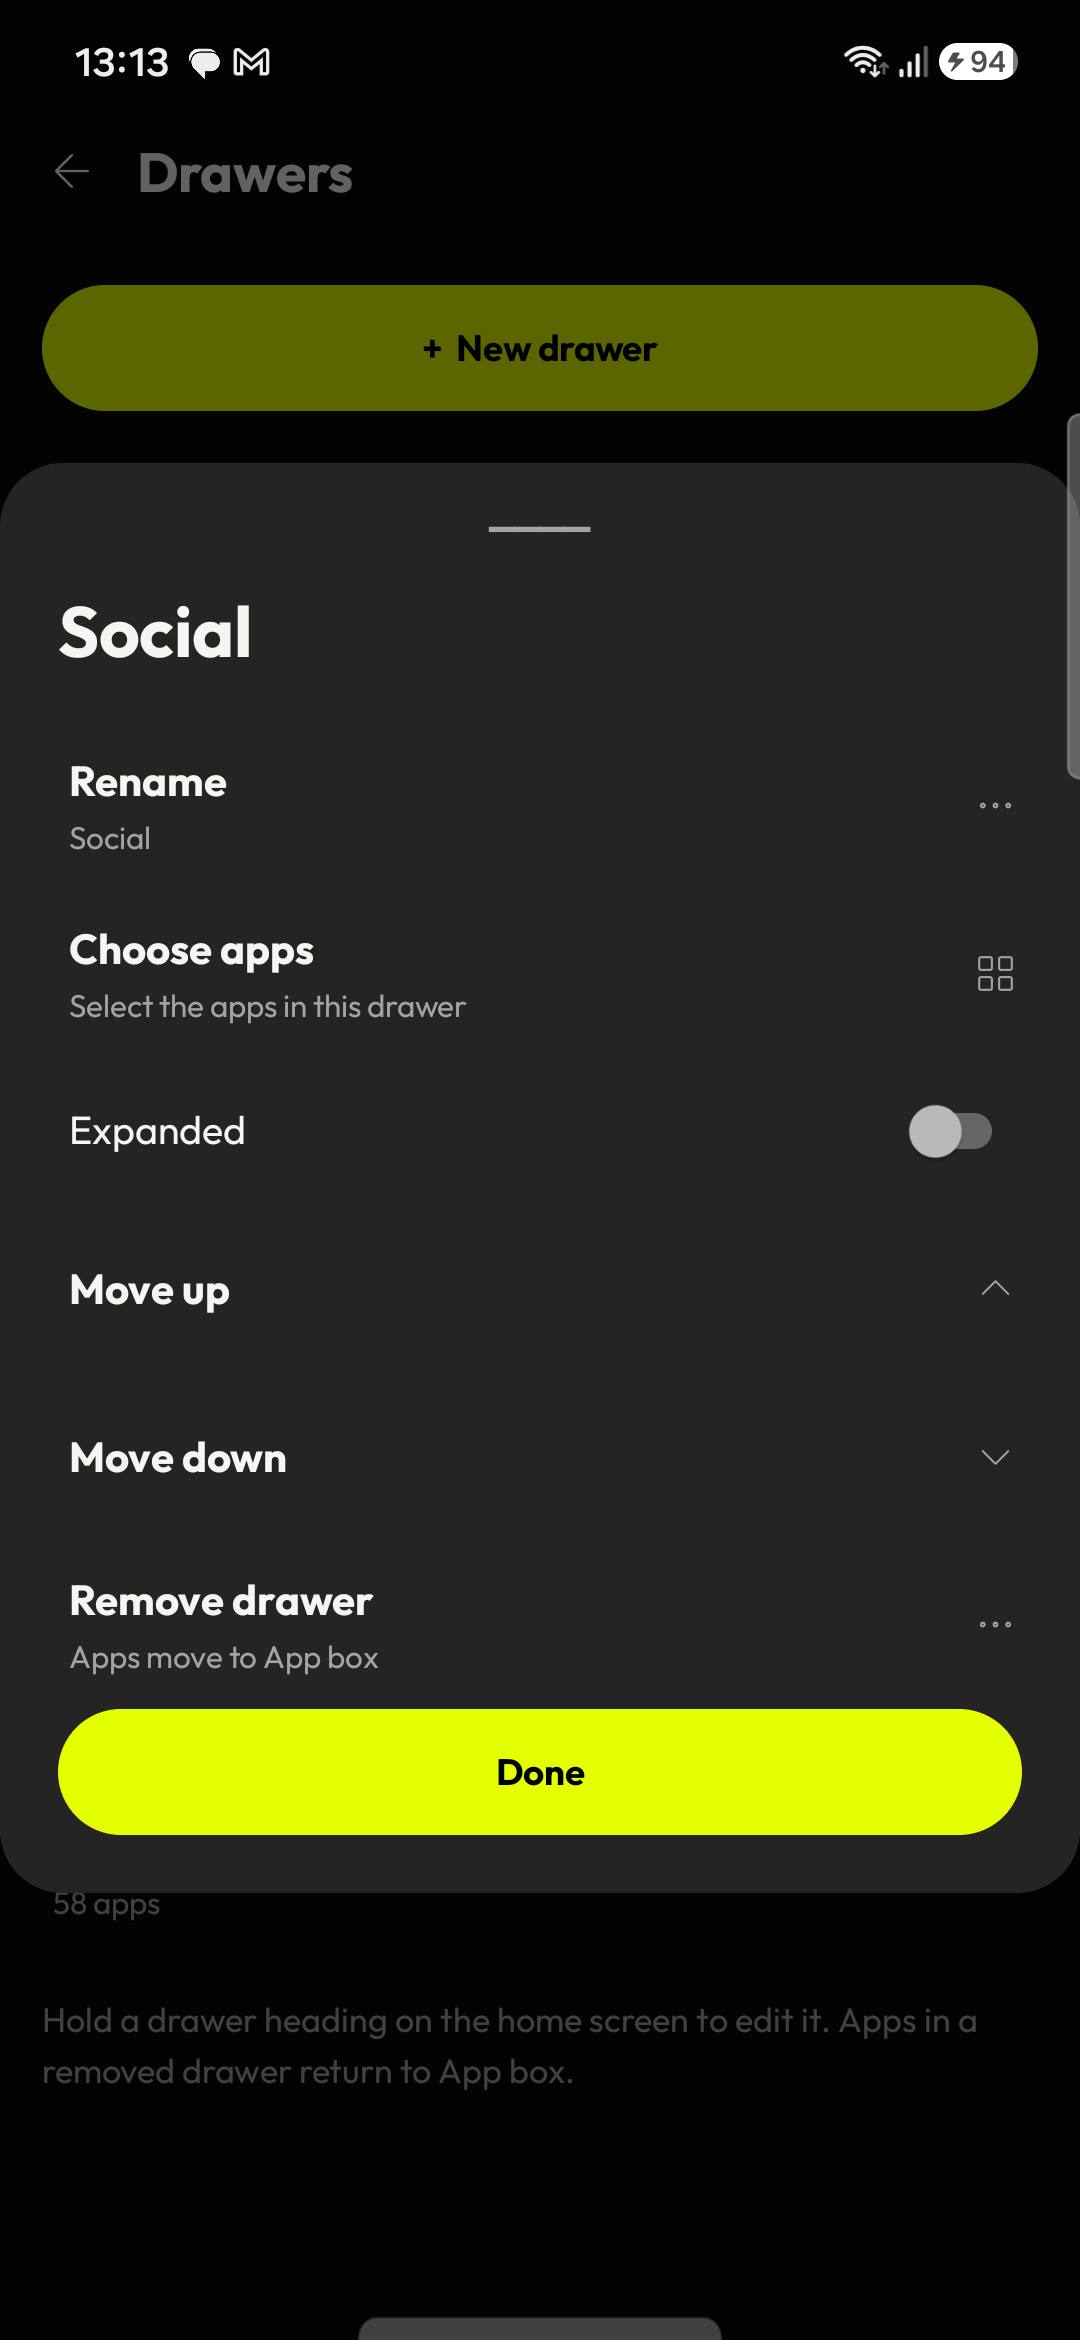 13:13
94
Drawers
+ New drawer
Social
Rename
Social
Choose apps
Select the apps in this drawer
Expanded
Move up
Move down
Remove drawer
Apps move to App box
Done
58 apps
Hold a drawer heading on the home screen to edit it. Apps in a
removed drawer return to App box.